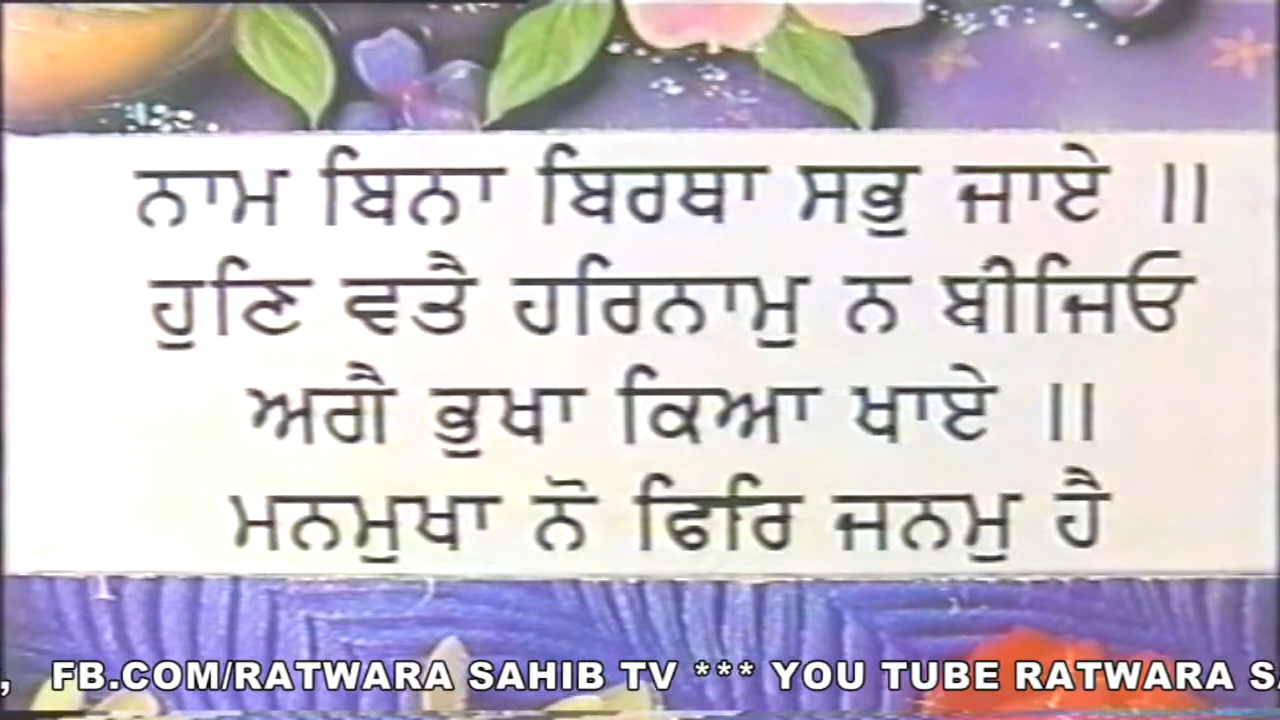 ਨਾਮ ਬਿਨਾ ਬਿਰਥਾ ਸਭੁ ਜਾਏ ॥
ਹੁਣਿ ਵਤੈ ਹਰਿਨਾਮੁ ਨ ਬੀਜਿਓ
ਅਗੈ ਭੁਖਾ ਕਿਆ ਖਾਏ ॥
ਮਨਮੁਖਾ ਨੋ ਫਿਰਿ ਜਨਮੁ ਹੈ
, FB.COM/RATWARA SAHIB TV *** YOU TUBE RATWARA